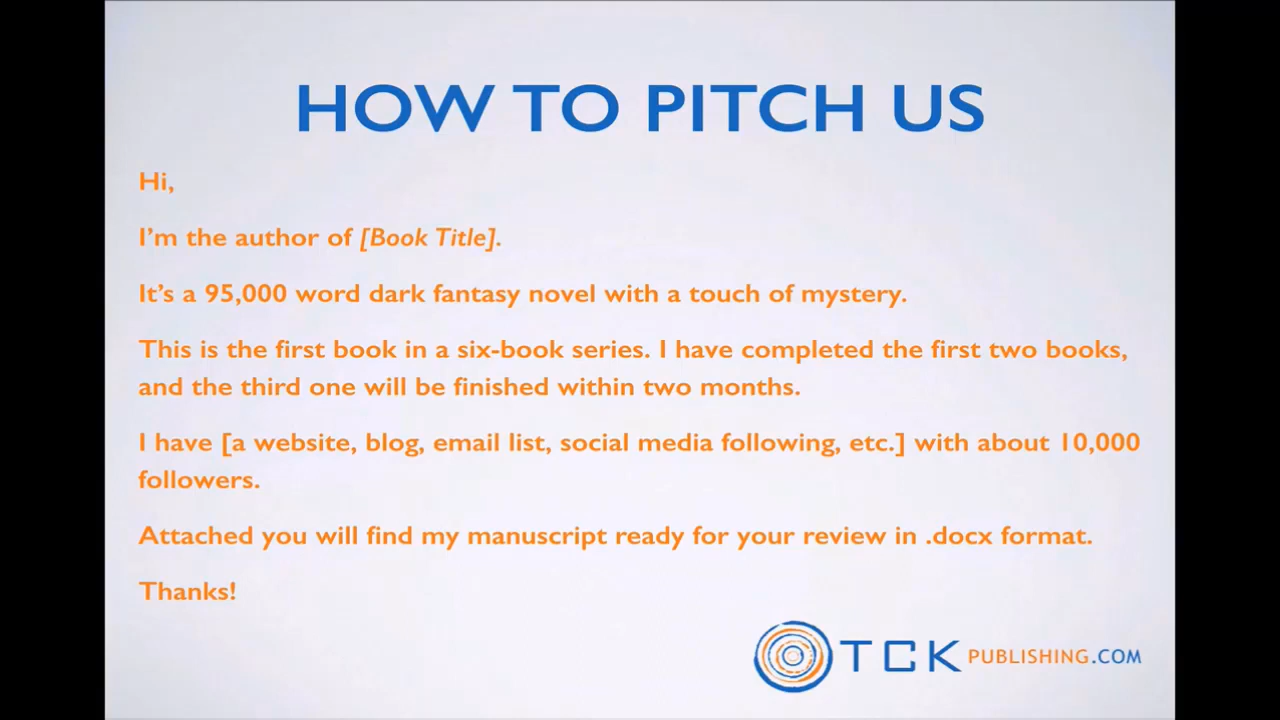 HOW TO PITCH US
Hi,
I’m the author of [Book Title].
It’s a 95,000 word dark fantasy novel with a touch of mystery.
This is the first book in a six-book series. I have completed the first two books,
and the third one will be finished within two months.
I have [a website, blog, email list, social media following, etc.] with about 10,000
followers.
Attached you will find my manuscript ready for your review in .docx format.
Thanks!
TCK PUBLISHING.COM